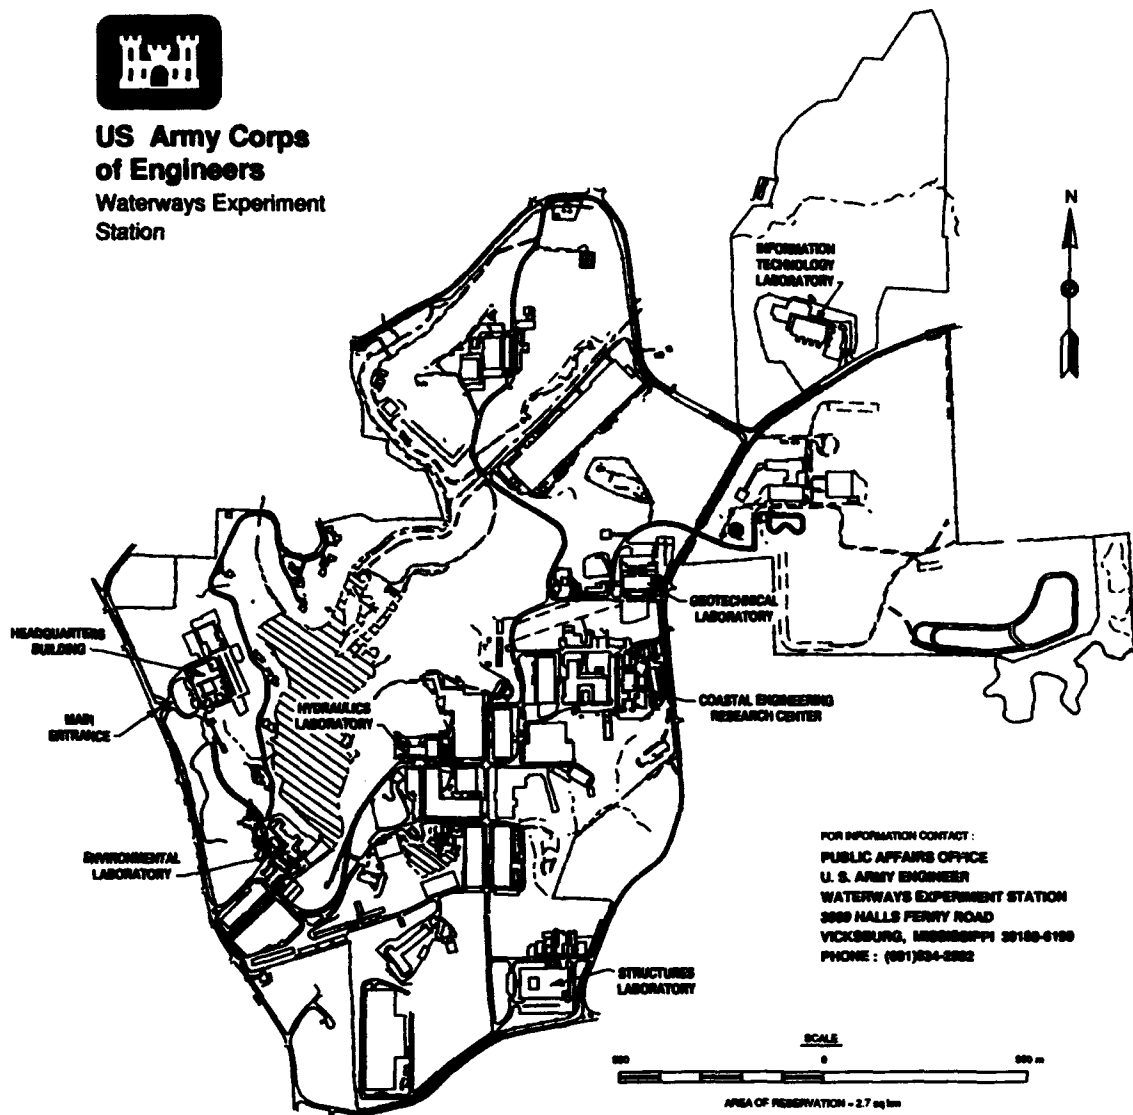 US Army Corps
of Engineers
Waterways Experiment
Station
N
INFORMATION
TECHNOLOGY
LABORATORY
GEOTECHNICAL
LABORATORY
HEADQUARTERS
BUILDING
HYDRAULICS
LABORATORY
MAIN
ENTRANCE
COASTAL ENGINEERING
RESEARCH CENTER
ENVIRONMENTAL
LABORATORY
FOR INFORMATION CONTACT :
PUBLIC AFFAIRS OFFICE
U. S. ARMY ENGINEER
WATERWAYS EXPERIMENT STATION
HALLS FERRY ROAD
VICKSBURG, MISSISSIPPI
PHONE :
STRUCTURES
LABORATORY
SCALE
0
m
AREA OF RESERVATION - 2.7 sq km